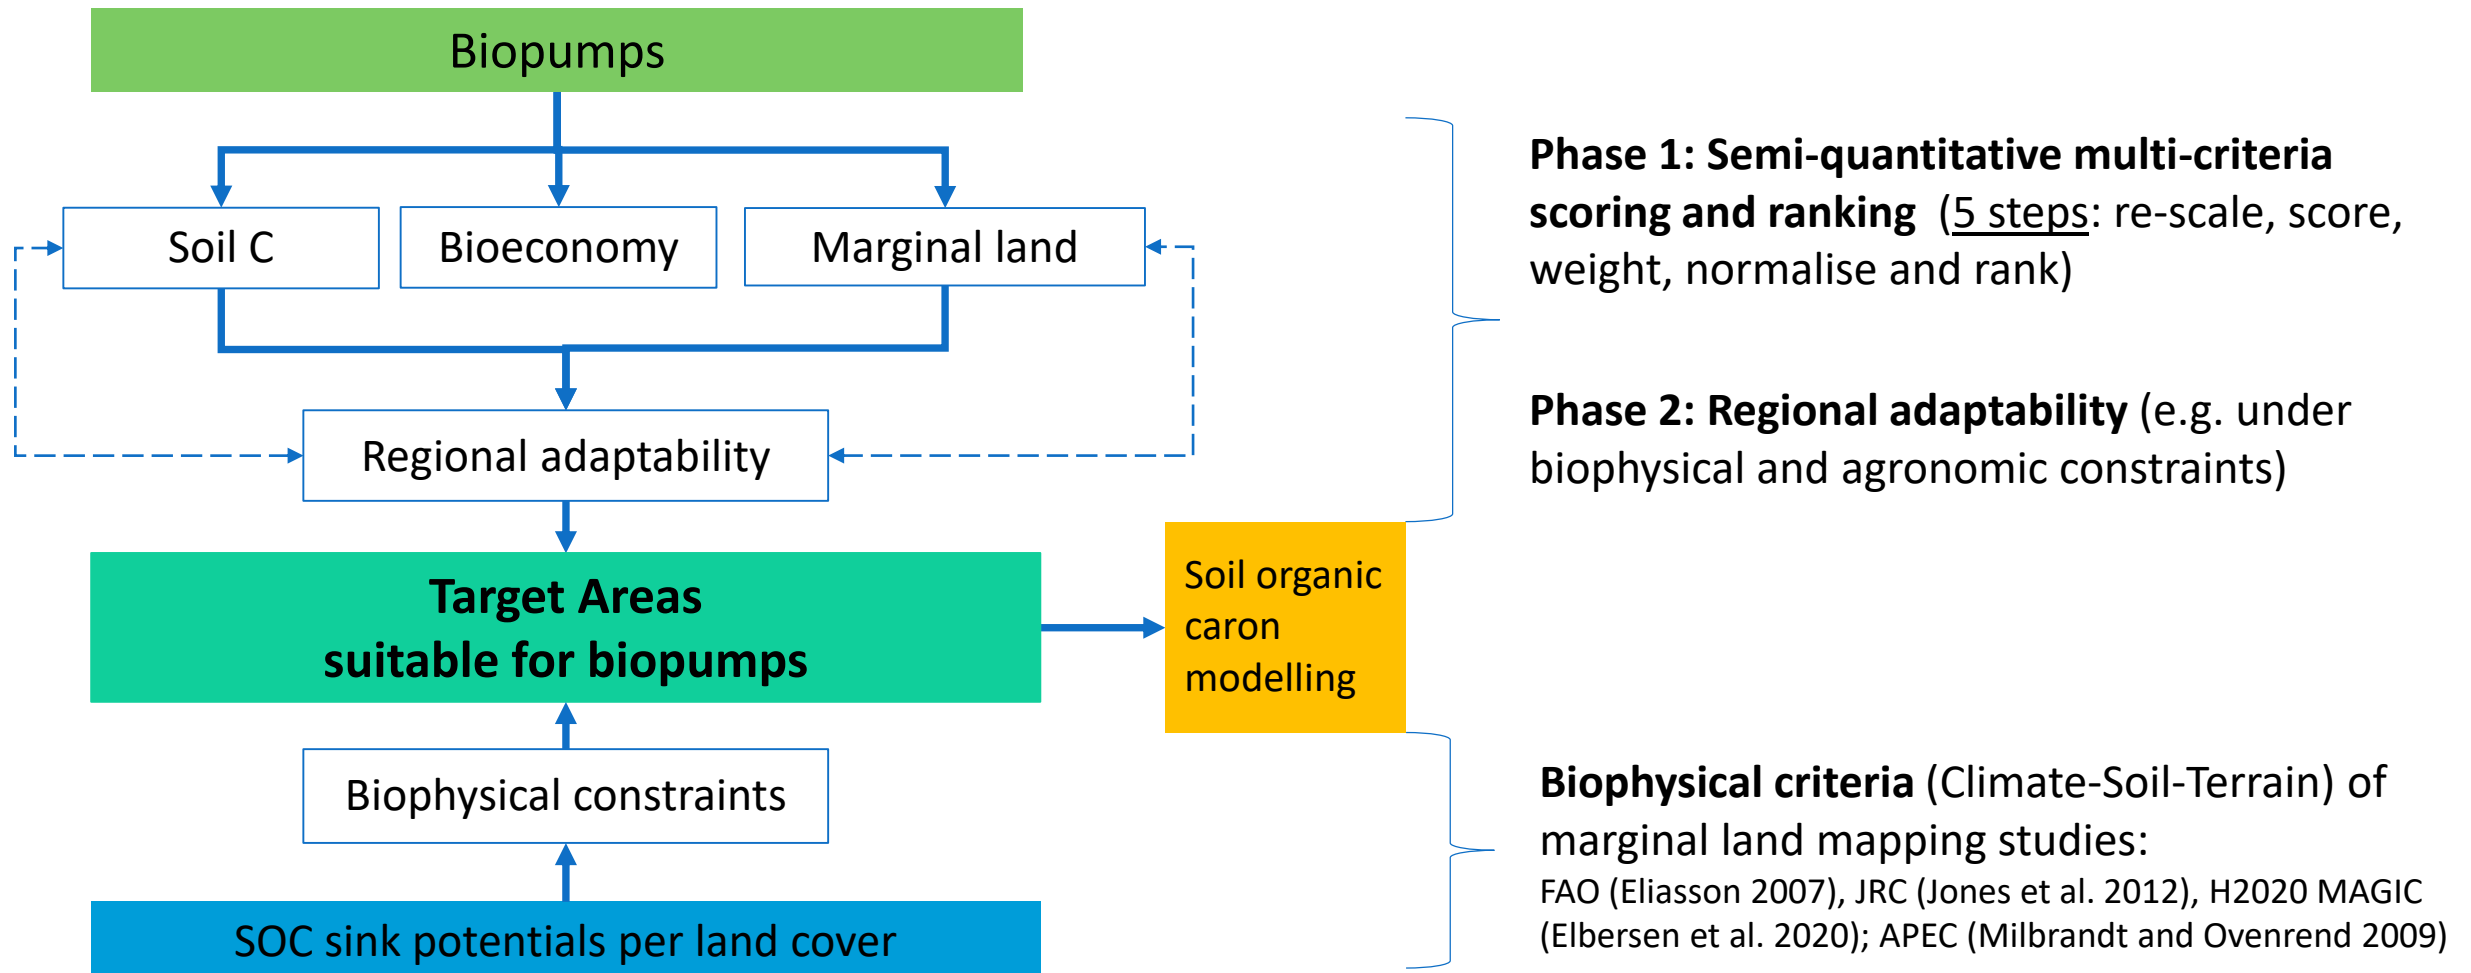 Biopumps
Soil C
Bioeconomy
Marginal land
Regional adaptability
Target Areas
suitable for biopumps
Soil organic
caron
modelling
Biophysical constraints
SOC sink potentials per land cover
Phase 1: Semi-quantitative multi-criteria
scoring and ranking (5 steps: re-scale, score,
weight, normalise and rank)
Phase 2: Regional adaptability (e.g. under
biophysical and agronomic constraints)
Biophysical criteria (Climate-Soil-Terrain) of
marginal land mapping studies:
FAO (Eliasson 2007), JRC (Jones et al. 2012), H2020 MAGIC
(Elbersen et al. 2020); APEC (Milbrandt and Ovenrend 2009)